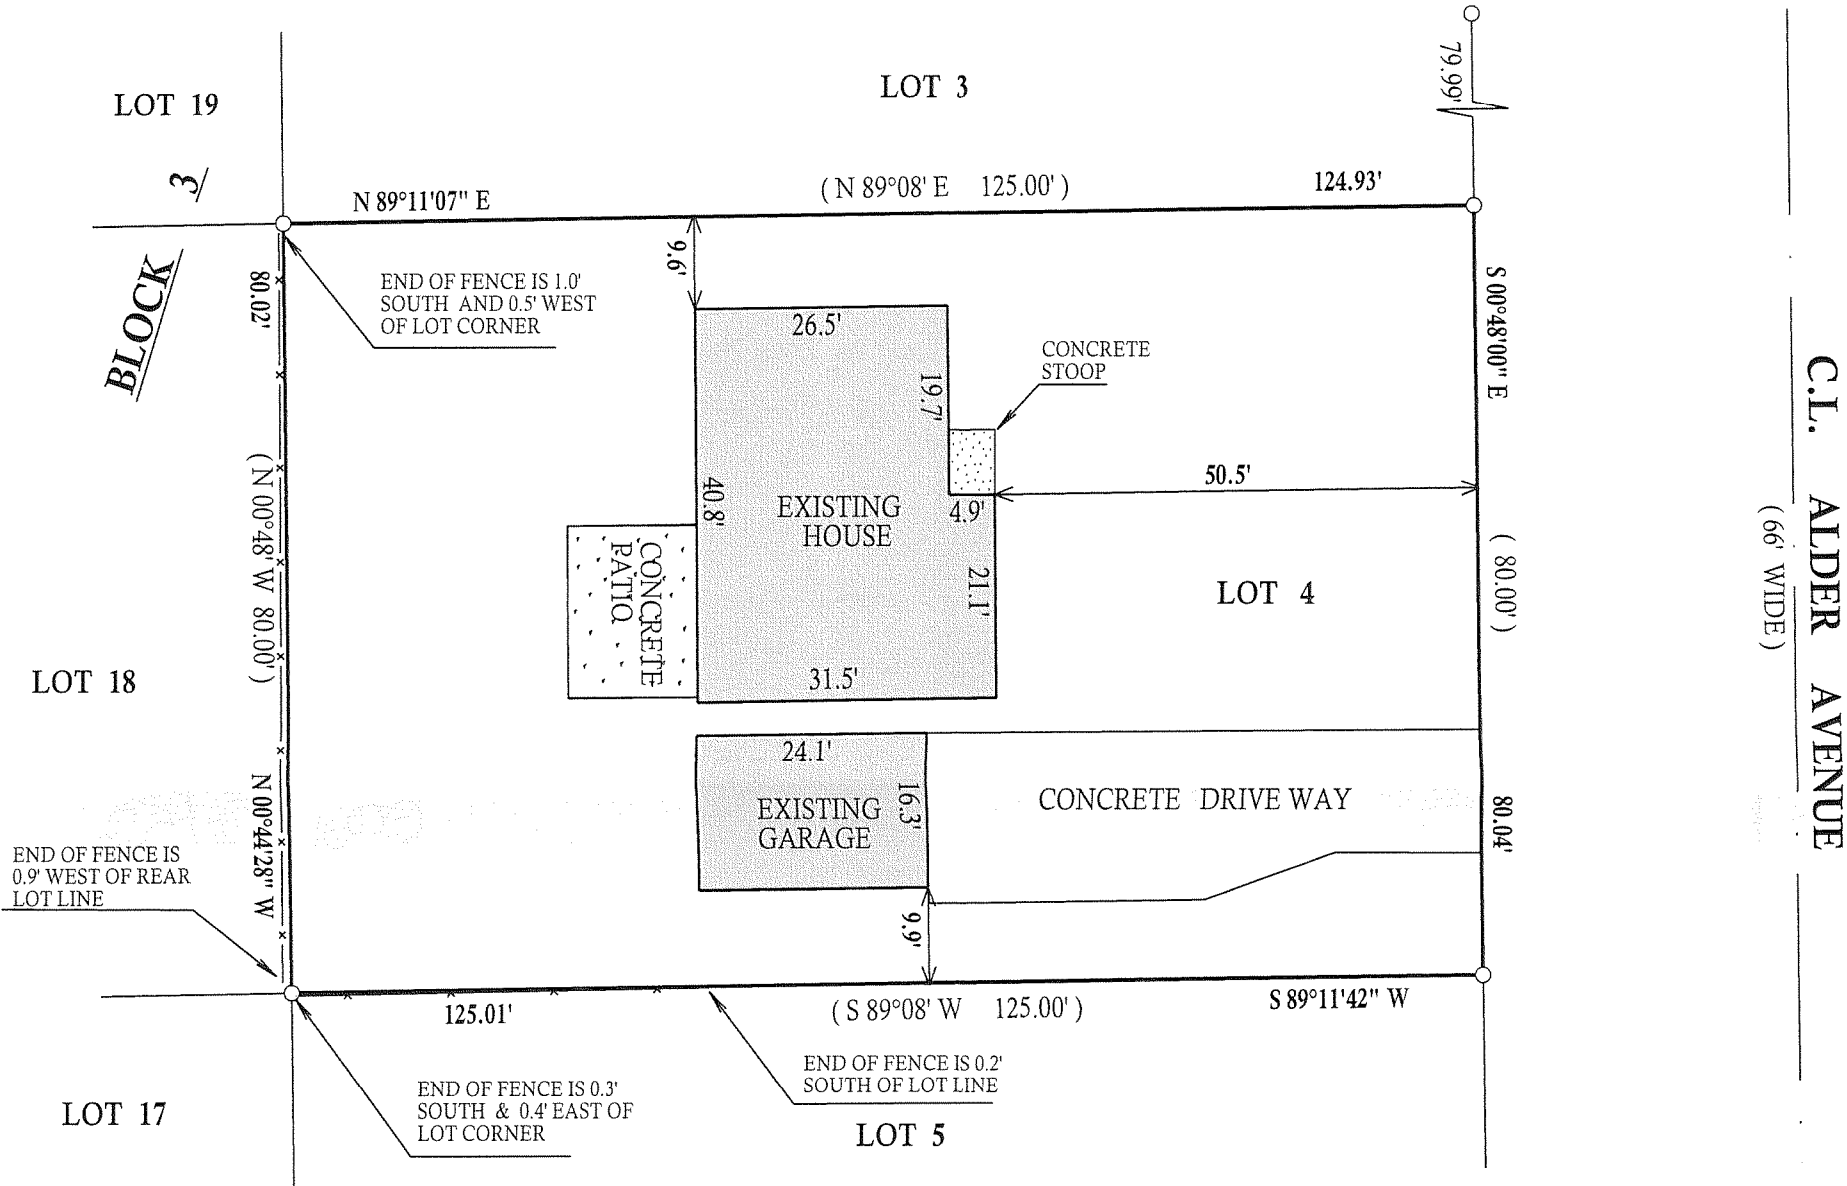 79.99'
LOT 3
LOT 19
3
BLOCK
N 89°11'07" E
( N 89°08' E 125.00' )
124.93'
9.6'
80.02'
END OF FENCE IS 1.0'
SOUTH AND 0.5' WEST
OF LOT CORNER
26.5'
19.7'
CONCRETE
STOOP
S 00°48'00" E
C.L. ALDER AVENUE
( 66' WIDE )
50.5'
( N 00°48' W 80.00' )
40.8'
EXISTING
HOUSE
4.9'
21.1'
CONCRETE
PATIO
LOT 4
( 80.00' )
31.5'
LOT 18
24.1'
16.3'
EXISTING
GARAGE
CONCRETE DRIVE WAY
80.04'
N 00°44'28" W
END OF FENCE IS
0.9' WEST OF REAR
LOT LINE
9.9'
125.01'
( S 89°08' W 125.00' )
S 89°11'42" W
END OF FENCE IS 0.2'
SOUTH OF LOT LINE
END OF FENCE IS 0.3'
SOUTH & 0.4' EAST OF
LOT CORNER
LOT 17
LOT 5